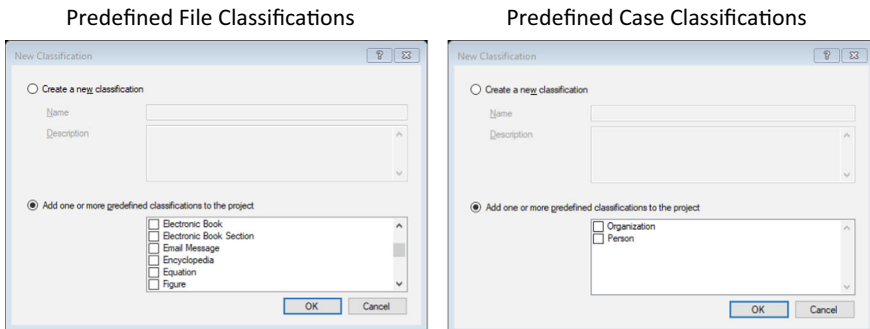 Predefined File Classifications
New Classification
Create a new classification
Name
Description
Add one or more predefined classifications to the project
Electronic Book
Electronic Book Section
Email Message
Encyclopedia
Equation
Figure
OK Cancel
Predefined Case Classifications
New Classification
Create a new classification
Name
Description
Add one or more predefined classifications to the project
Organization
Person
OK Cancel